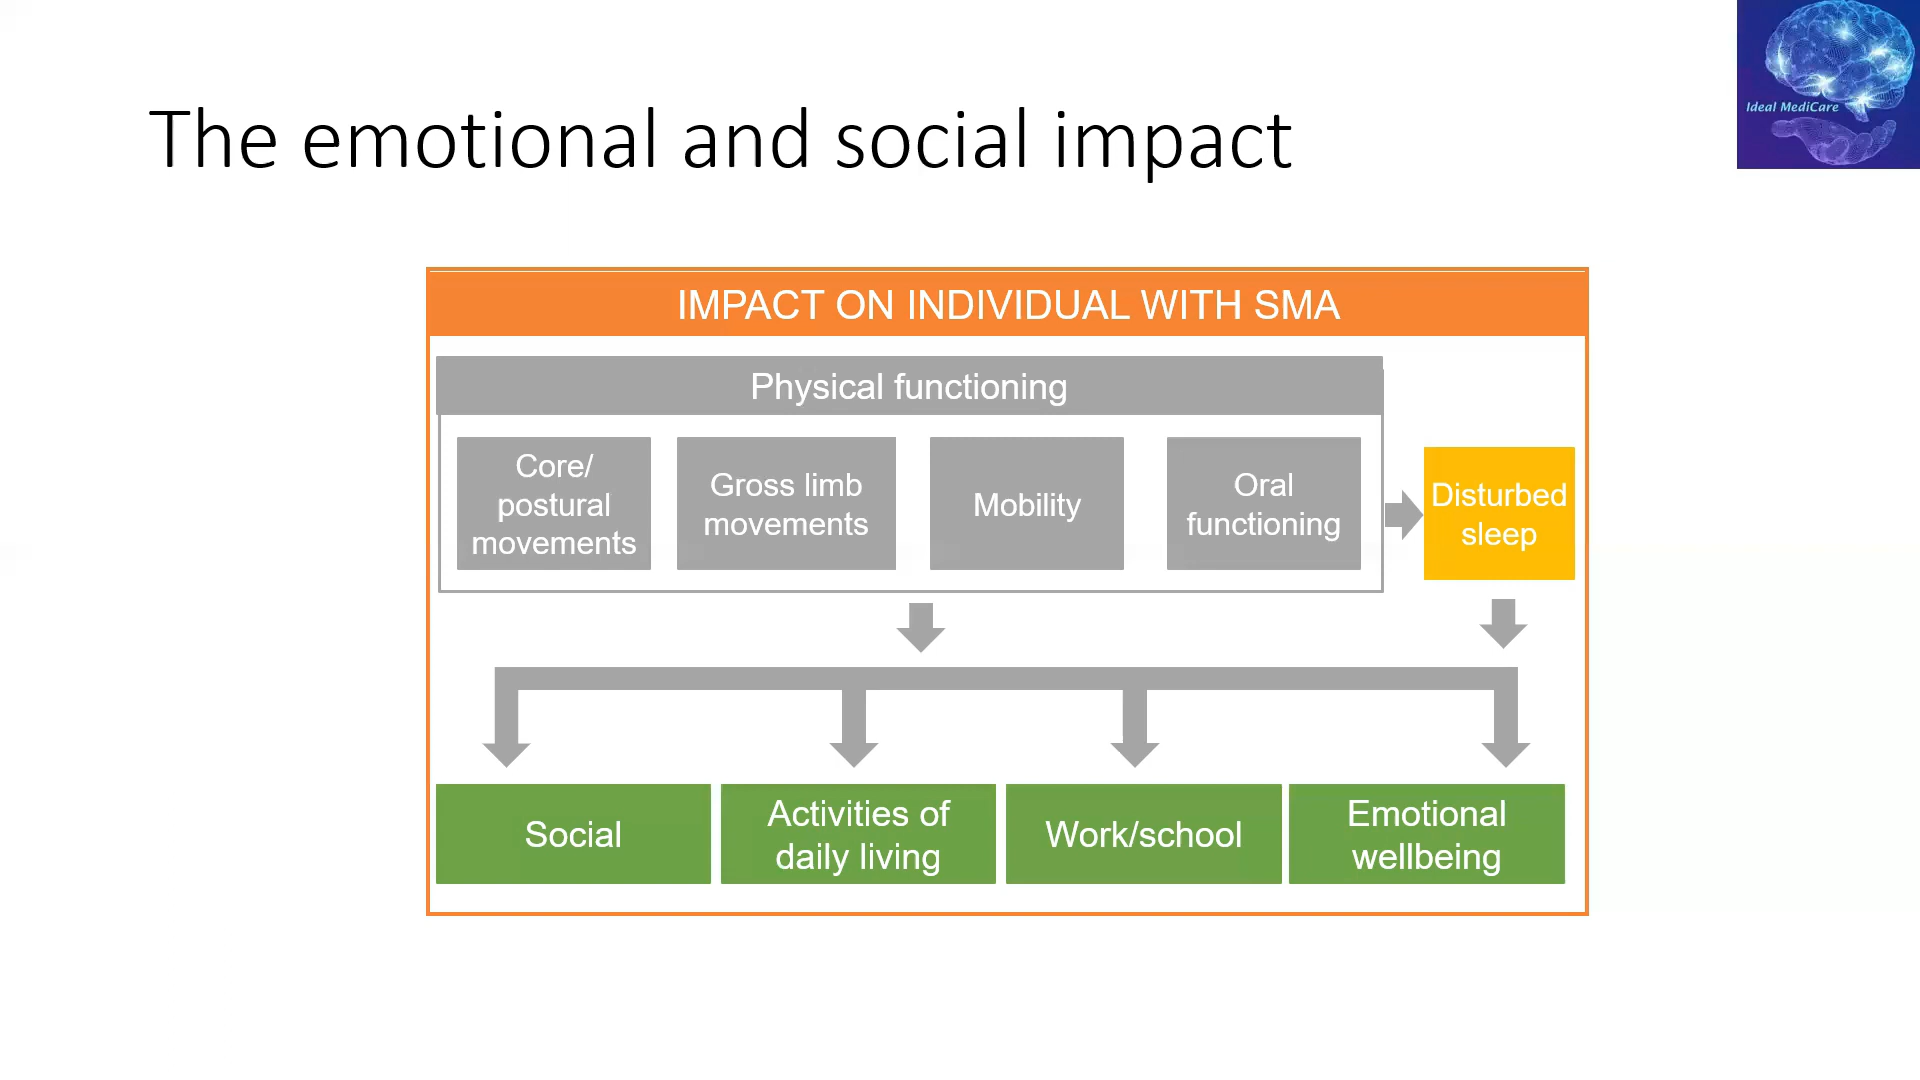 Ideal MediCare
The emotional and social impact
IMPACT ON INDIVIDUAL WITH SMA
Physical functioning
Core/
postural
movements
Gross limb
movements
Mobility
Oral
functioning
Disturbed
sleep
Social
Activities of
daily living
Work/school
Emotional
wellbeing